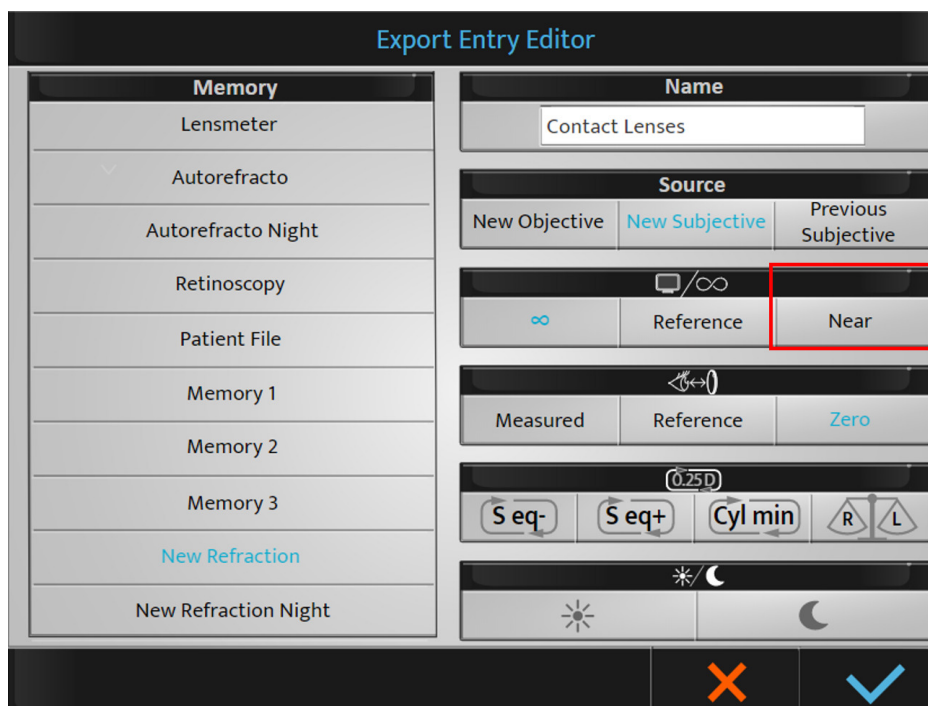 Export Entry Editor
Memory
Lensmeter
Autorefracto
Autorefracto Night
Retinoscopy
Patient File
Memory 1
Memory 2
Memory 3
New Refraction
New Refraction Night
Name
Contact Lenses
Source
New Objective
New Subjective
Previous
Subjective
/∞
∞
Reference
Near
Measured
Reference
Zero
0.25D
S eq-
S eq+
Cyl min
R
L
/